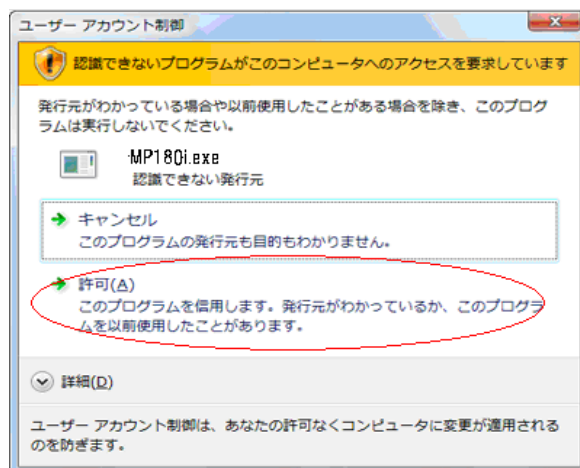 ユーザー アカウント制御
認識できないプログラムがこのコンピュータへのアクセスを要求しています
発行元がわかっている場合や以前使用したことがある場合を除き、このプログ
ラムは実行しないでください。
MP180i.exe
認識できない発行元
キャンセル
このプログラムの発行元も目的もわかりません。
許可(A)
このプログラムを信用します。発行元がわかっているか、このプログラ
ムを以前使用したことがあります。
詳細(D)
ユーザー アカウント制御は、あなたの許可なくコンピュータに変更が適用される
のを防ぎます。